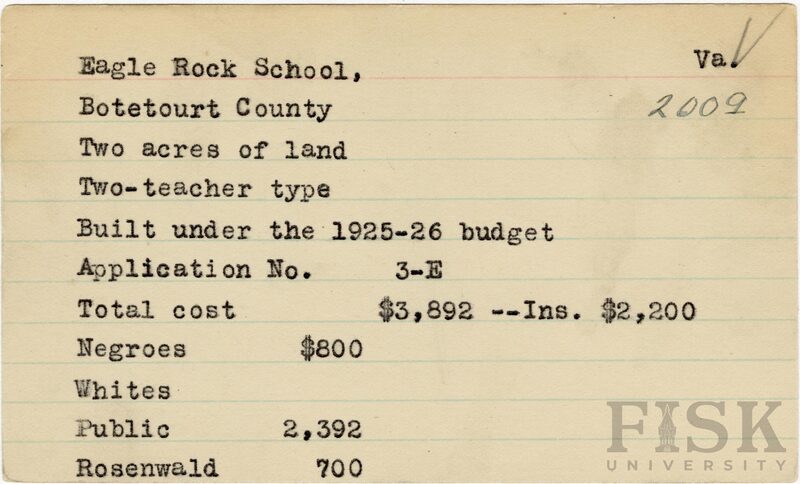 Eagle Rock School, Va.
Botetourt County 2009
Two acres of land
Two-teacher type
Built under the 1925-26 budget
Application No. 3-E
Total cost $3,892 --Ins. $2,200
Negroes $800
Whites
Public 2,392
Rosenwald 700
FISK
UNIVERSITY